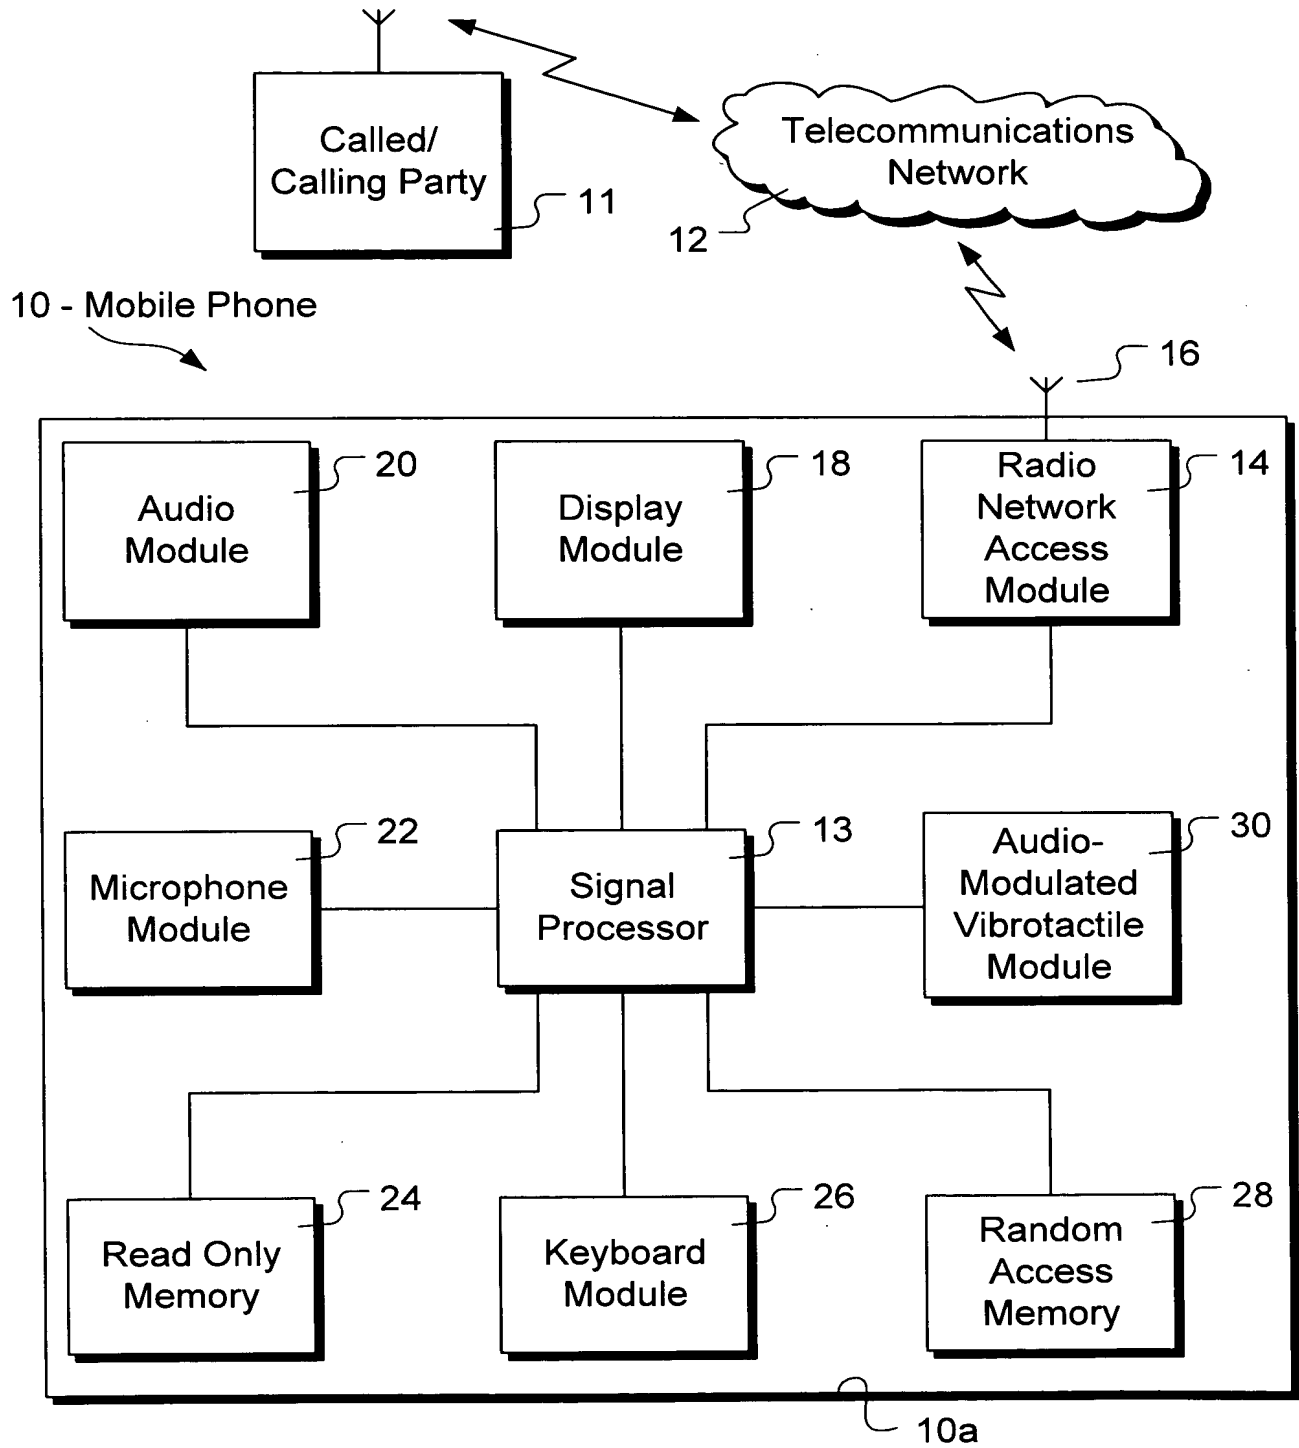 Called/
Calling Party
11
Telecommunications
Network
12
10 - Mobile Phone
16
Audio
Module
20
Display
Module
18
Radio
Network
Access
Module
14
Microphone
Module
22
Signal
Processor
13
Audio-
Modulated
Vibrotactile
Module
30
Read Only
Memory
24
Keyboard
Module
26
Random
Access
Memory
28
10a